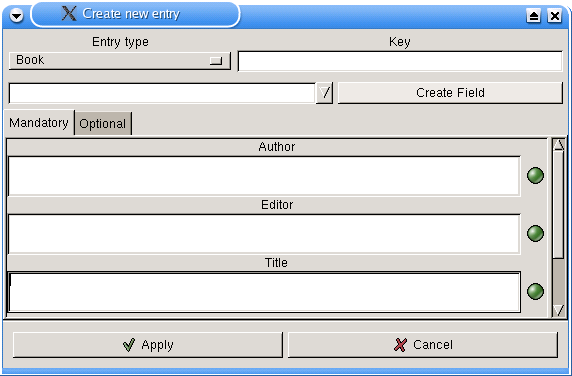 Create new entry
Entry type
Key
Book
Create Field
Mandatory
Optional
Author
Editor
Title
Apply
Cancel